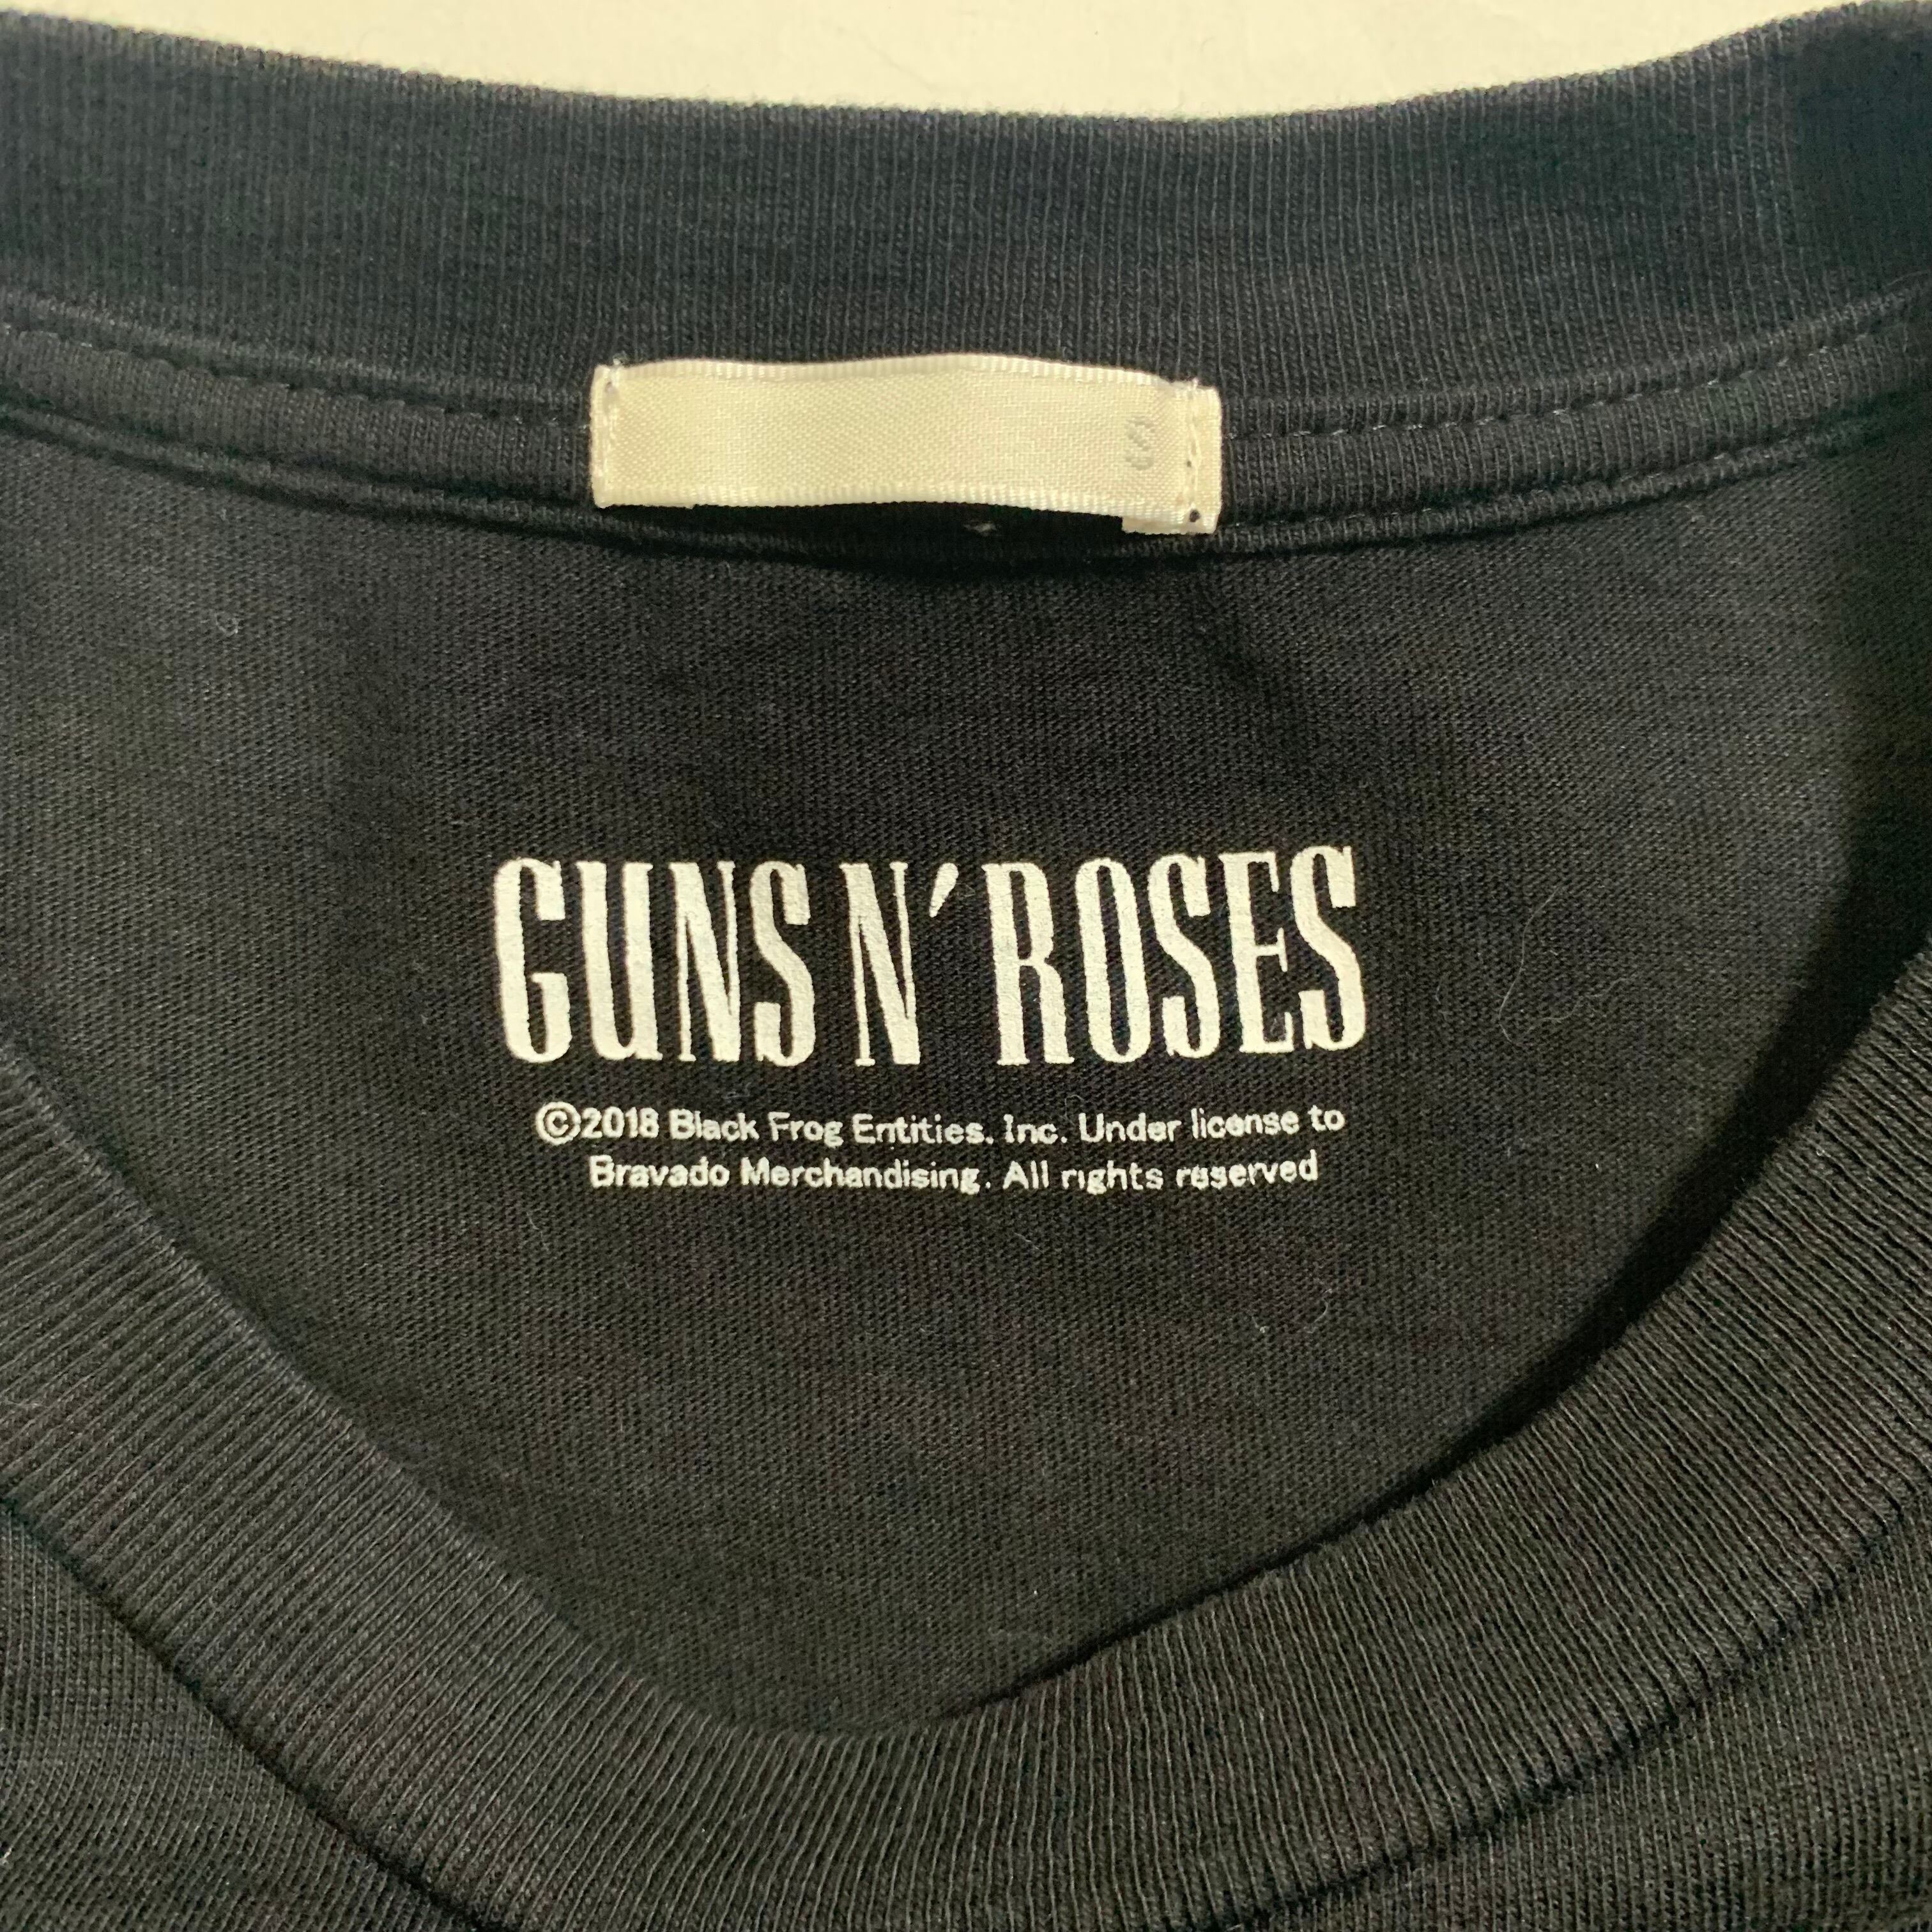 S
GUNS N' ROSES
©2018 Black Frog Entities. Inc. Under license to
Bravado Merchandising. All rights reserved